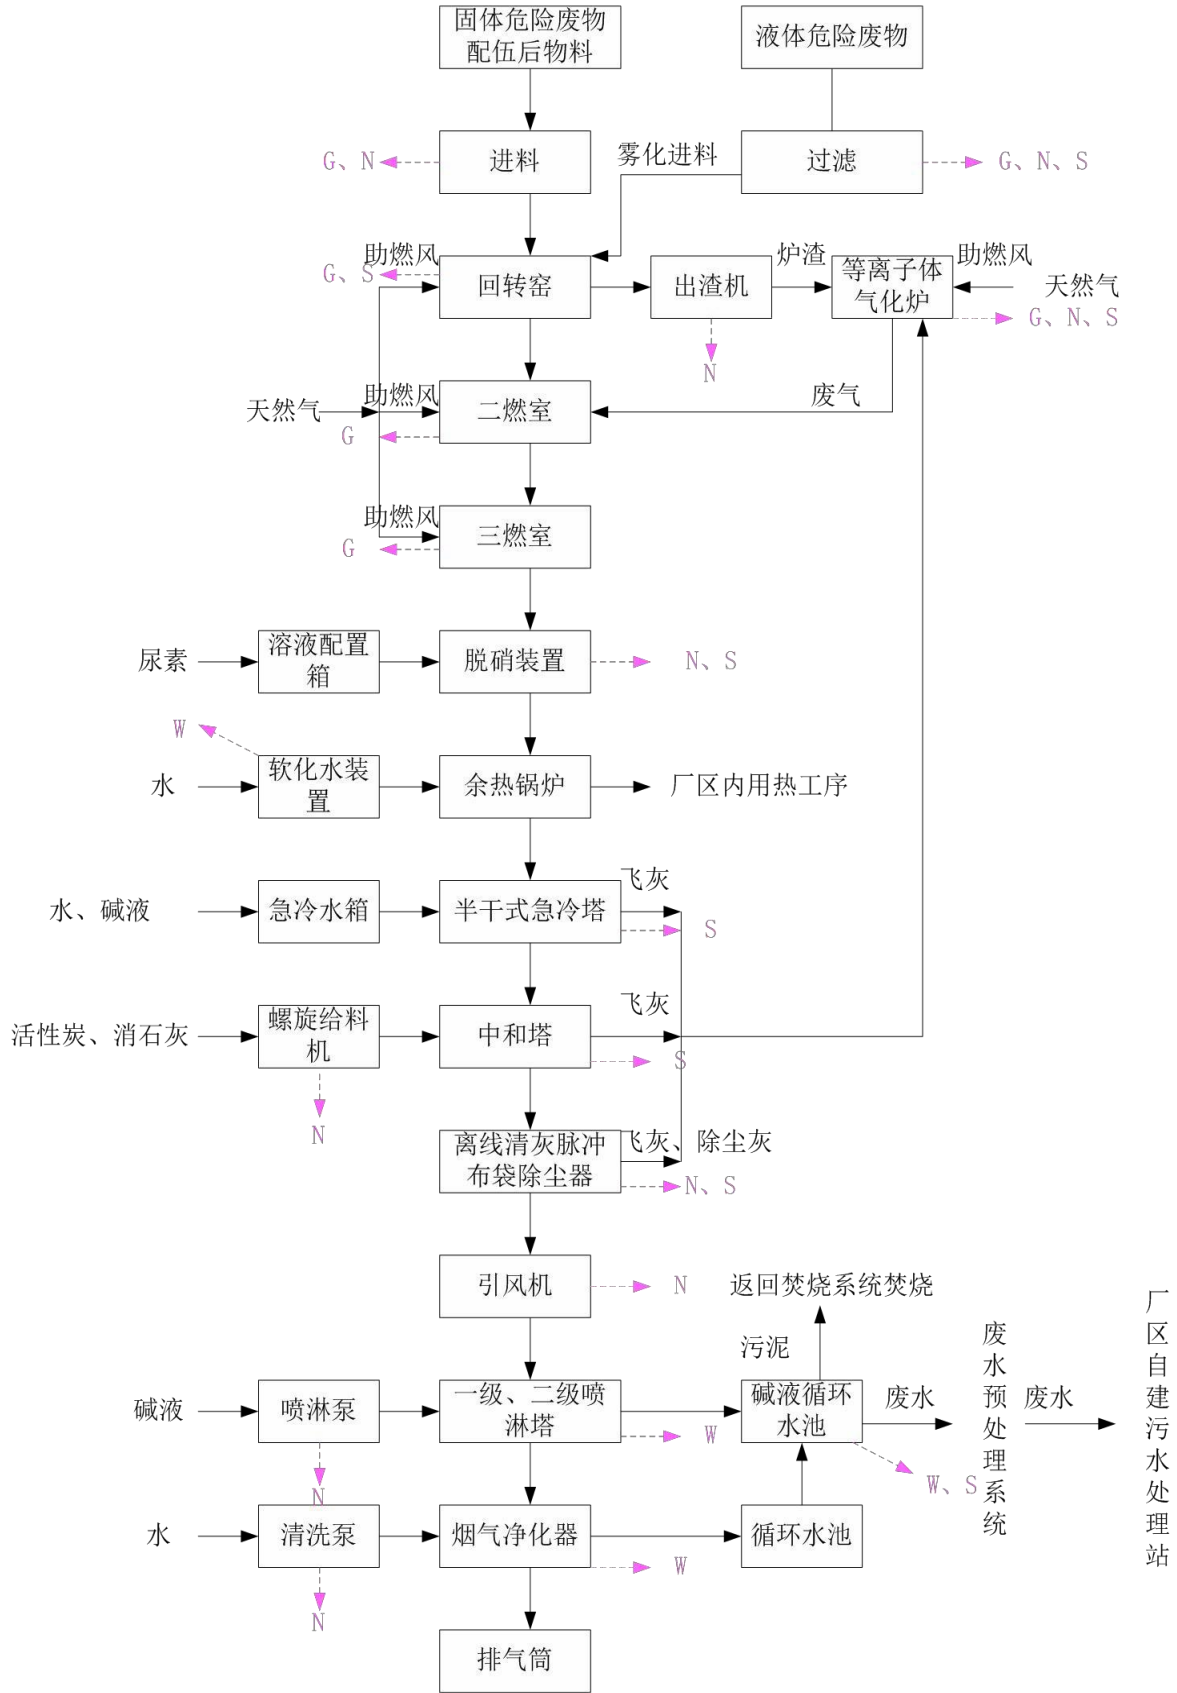 固体危险废物
配伍后物料
液体危险废物
G、N
进料
雾化进料
过滤
G、N、S
助燃风
G、S
回转窑
出渣机
炉渣
等离子体
气化炉
助燃风
天然气
G、N、S
N
天然气
助燃风
G
二燃室
废气
助燃风
G
三燃室
尿素
溶液配置
箱
脱硝装置
N、S
W
水
软化水装
置
余热锅炉
厂区内用热工序
水、碱液
急冷水箱
半干式急冷塔
飞灰
S
活性炭、消石灰
螺旋给料
机
中和塔
飞灰
S
N
离线清灰脉冲
布袋除尘器
飞灰、除尘灰
N、S
引风机
N
返回焚烧系统焚烧
污泥
碱液
喷淋泵
一级、二级喷
淋塔
W
碱液循环
水池
废水
废水预处理系统
废水
厂区自建污水处理站
W、S
N
水
清洗泵
烟气净化器
循环水池
W
N
排气筒